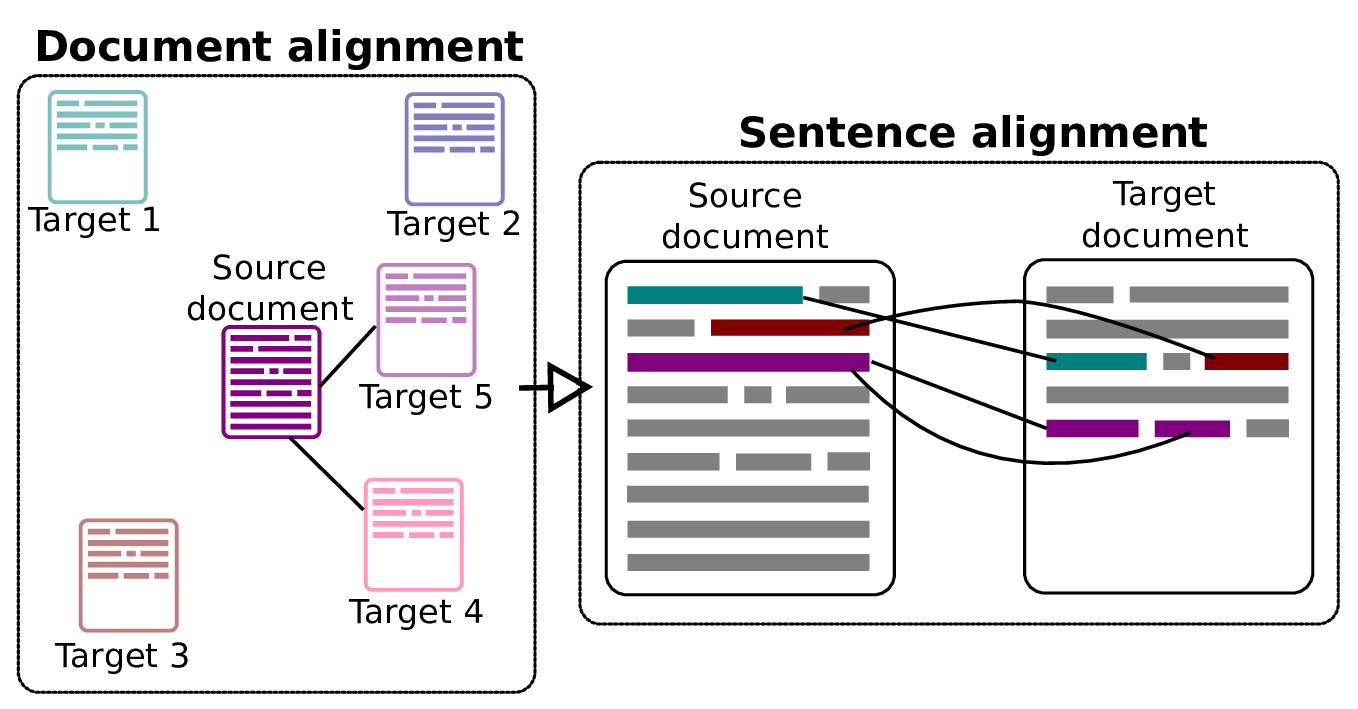 Document alignment
Target 1
Target 2
Source
document
Target 5
Target 4
Target 3
Sentence alignment
Source
document
Target
document